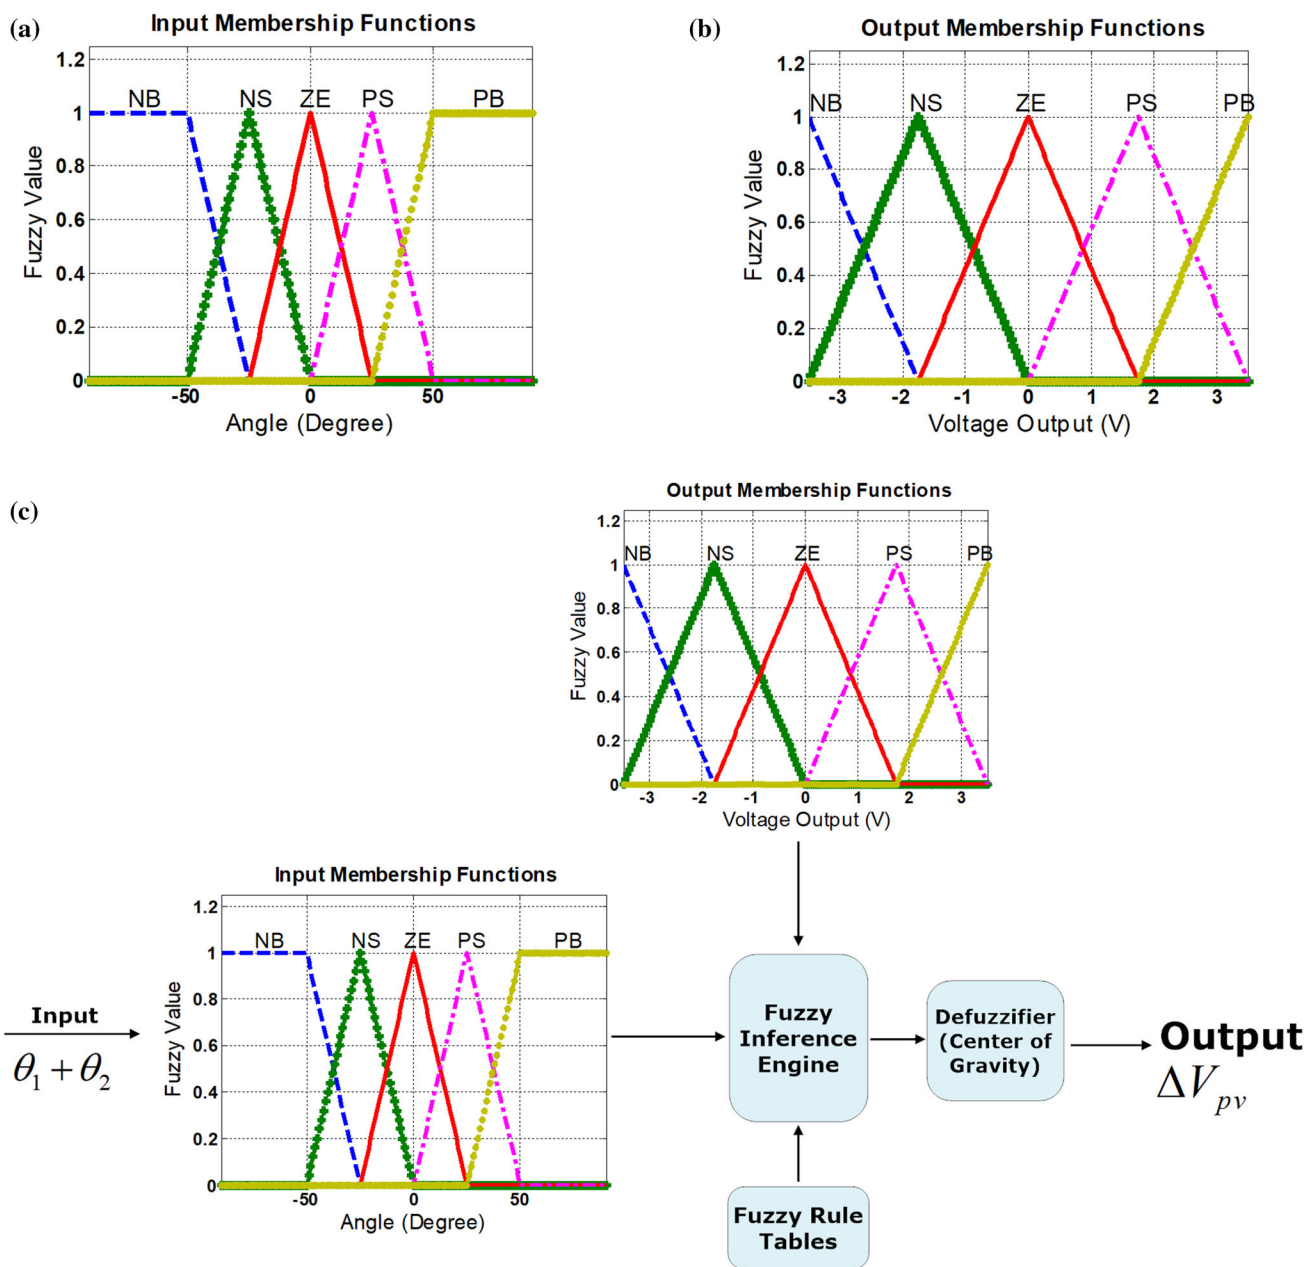 (a)
Input Membership Functions
1.2
1
0.8
0.6
0.4
0.2
0
Fuzzy Value
NB NS ZE PS PB
-50 0 50
Angle (Degree)
(b)
Output Membership Functions
1.2
1
0.8
0.6
0.4
0.2
0
Fuzzy Value
NB NS ZE PS PB
-3 -2 -1 0 1 2 3
Voltage Output (V)
(c)
Output Membership Functions
1.2
1
0.8
0.6
0.4
0.2
0
Fuzzy Value
NB NS ZE PS PB
-3 -2 -1 0 1 2 3
Voltage Output (V)
Input
θ₁ + θ₂
Input Membership Functions
1.2
1
0.8
0.6
0.4
0.2
0
Fuzzy Value
NB NS ZE PS PB
-50 0 50
Angle (Degree)
Fuzzy
Inference
Engine
Defuzzifier
(Center of
Gravity)
Output
ΔV_pv
Fuzzy Rule
Tables